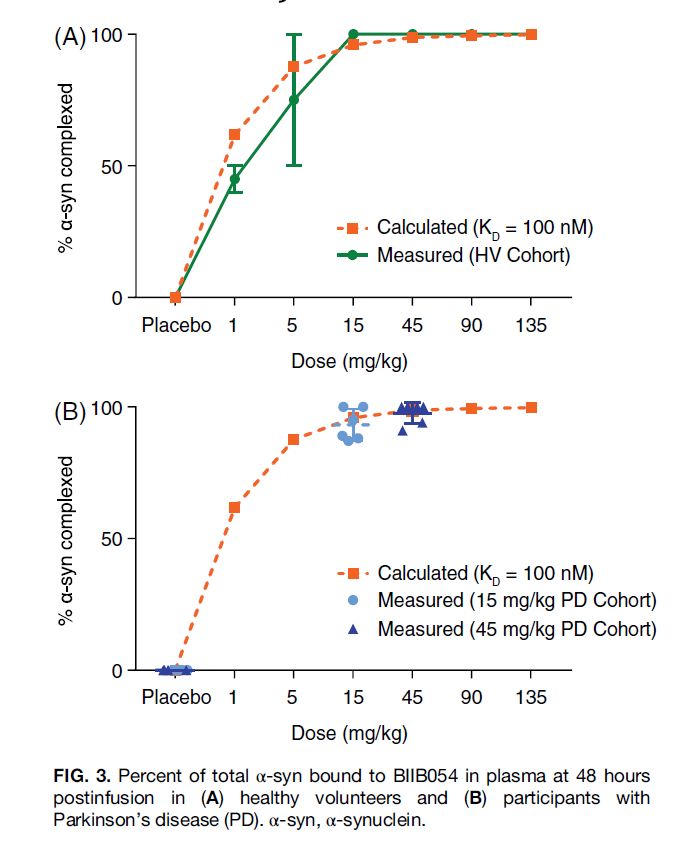 (A)
% α-syn complexed
100
50
0
Calculated (KD = 100 nM)
Measured (HV Cohort)
Placebo 1 5 15 45 90 135
Dose (mg/kg)
(B)
% α-syn complexed
100
50
0
Calculated (KD = 100 nM)
Measured (15 mg/kg PD Cohort)
Measured (45 mg/kg PD Cohort)
Placebo 1 5 15 45 90 135
Dose (mg/kg)
FIG. 3. Percent of total α-syn bound to BIIB054 in plasma at 48 hours
postinfusion in (A) healthy volunteers and (B) participants with
Parkinson's disease (PD). α-syn, α-synuclein.